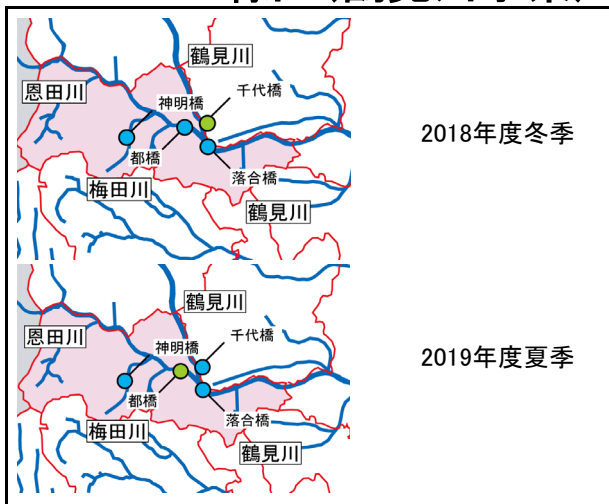 鶴見川
恩田川
千代橋
神明橋
都橋
落合橋
梅田川
鶴見川
2018年度冬季
鶴見川
恩田川
千代橋
神明橋
都橋
落合橋
梅田川
鶴見川
2019年度夏季